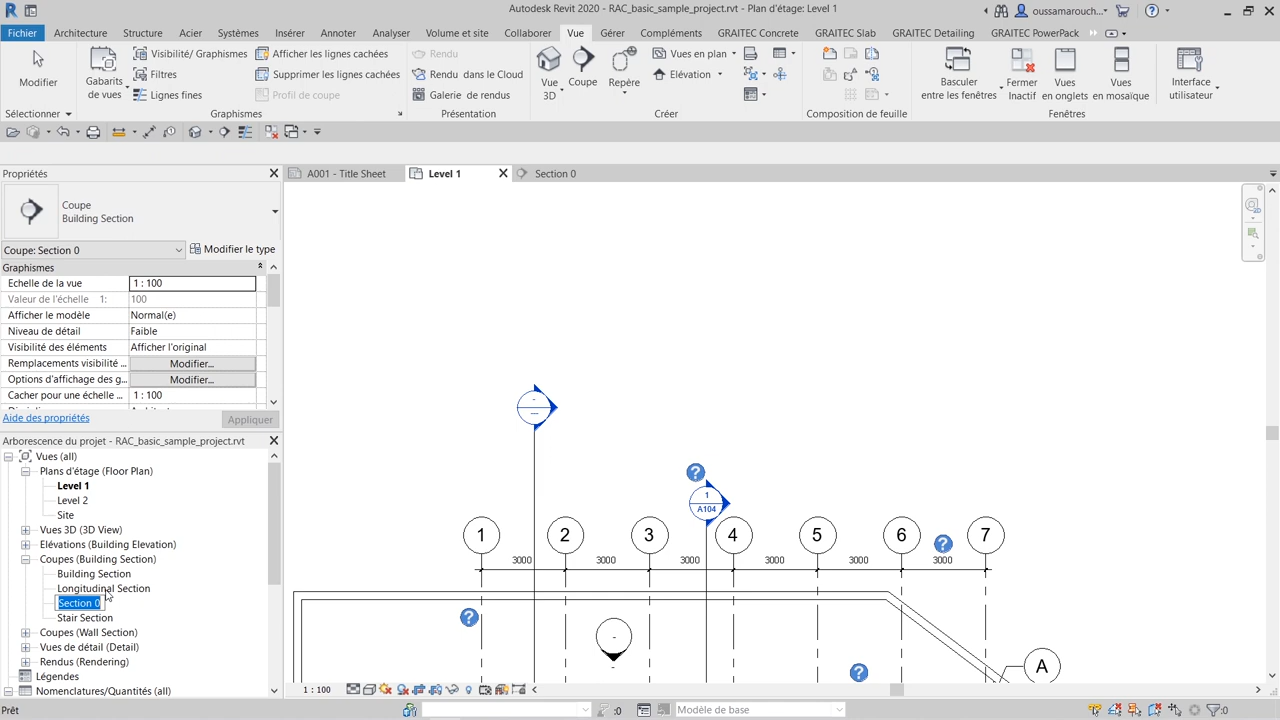 Autodesk Revit 2020 - RAC_basic_sample_project.rvt - Plan d'étage: Level 1
oussamarouch...
Fichier Architecture Structure Acier Systèmes Insérer Annoter Analyser Volume et site Collaborer Vue Gérer Compléments GRAITEC Concrete GRAITEC Slab GRAITEC Detailing GRAITEC PowerPack
Modifier
Gabarits de vues
Visibilité/ Graphismes
Filtres
Lignes fines
Afficher les lignes cachées
Supprimer les lignes cachées
Profil de coupe
Rendu
Rendu dans le Cloud
Galerie de rendus
Vue 3D
Coupe
Repère
Vues en plan
Elévation
Basculer entre les fenêtres
Fermer Inactif
Vues en onglets
Vues en mosaïque
Interface utilisateur
Sélectionner Graphismes Présentation Créer Composition de feuille Fenêtres
Propriétés
A001 - Title Sheet Level 1 Section 0
Coupe
Building Section
Coupe: Section 0 Modifier le type
Graphismes
Echelle de la vue 1 : 100
Valeur de l'échelle 1: 100
Afficher le modèle Normal(e)
Niveau de détail Faible
Visibilité des éléments Afficher l'original
Remplacements visibilité ... Modifier...
Options d'affichage des g... Modifier...
Cacher pour une échelle ... 1 : 100
Aide des propriétés Appliquer
Arborescence du projet - RAC_basic_sample_project.rvt
Vues (all)
Plans d'étage (Floor Plan)
Level 1
Level 2
Site
Vues 3D (3D View)
Elévations (Building Elevation)
Coupes (Building Section)
Building Section
Longitudinal Section
Section 0
Stair Section
Coupes (Wall Section)
Vues de détail (Detail)
Rendus (Rendering)
Légendes
Nomenclatures/Quantités (all)
?
1
A104
1 2 3 4 5 6 7
?
3000 3000 3000 3000 3000 3000
?
?
A
1 : 100
Prêt
:0
Modèle de base
:0